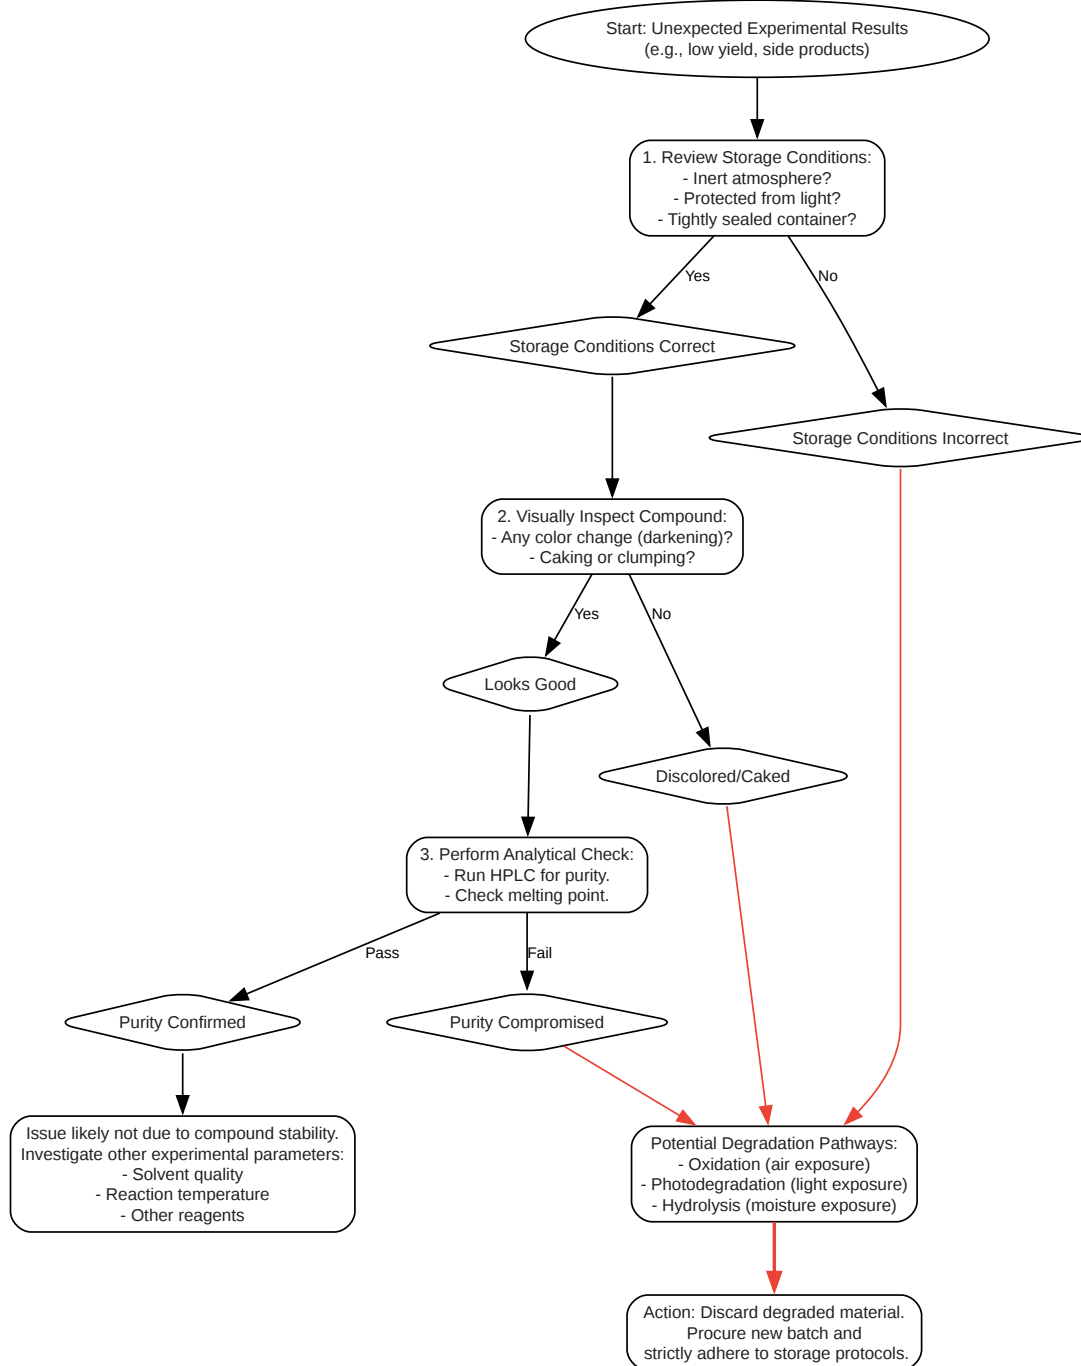 Start: Unexpected Experimental Results
(e.g., low yield, side products)
1. Review Storage Conditions:
- Inert atmosphere?
- Protected from light?
- Tightly sealed container?
Yes
No
Storage Conditions Correct
Storage Conditions Incorrect
2. Visually Inspect Compound:
- Any color change (darkening)?
- Caking or clumping?
Yes
No
Looks Good
Discolored/Caked
3. Perform Analytical Check:
- Run HPLC for purity.
- Check melting point.
Pass
Fail
Purity Confirmed
Purity Compromised
Issue likely not due to compound stability.
Investigate other experimental parameters:
- Solvent quality
- Reaction temperature
- Other reagents
Potential Degradation Pathways:
- Oxidation (air exposure)
- Photodegradation (light exposure)
- Hydrolysis (moisture exposure)
Action: Discard degraded material.
Procure new batch and
strictly adhere to storage protocols.